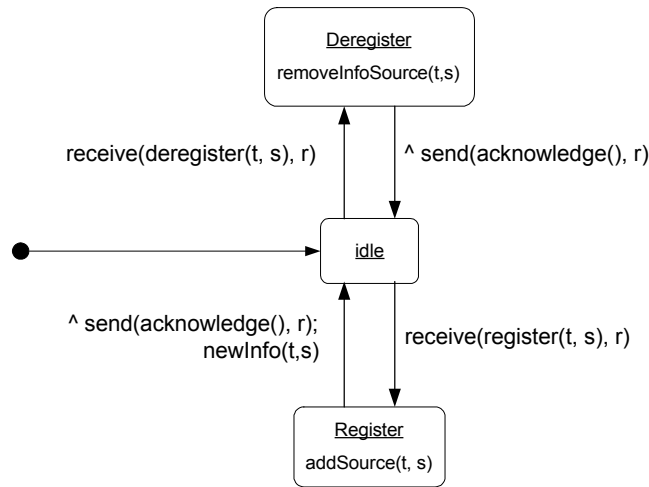 Deregister
removeInfoSource(t,s)
receive(deregister(t, s), r)
^ send(acknowledge(), r)
idle
^ send(acknowledge(), r);
newInfo(t,s)
receive(register(t, s), r)
Register
addSource(t, s)